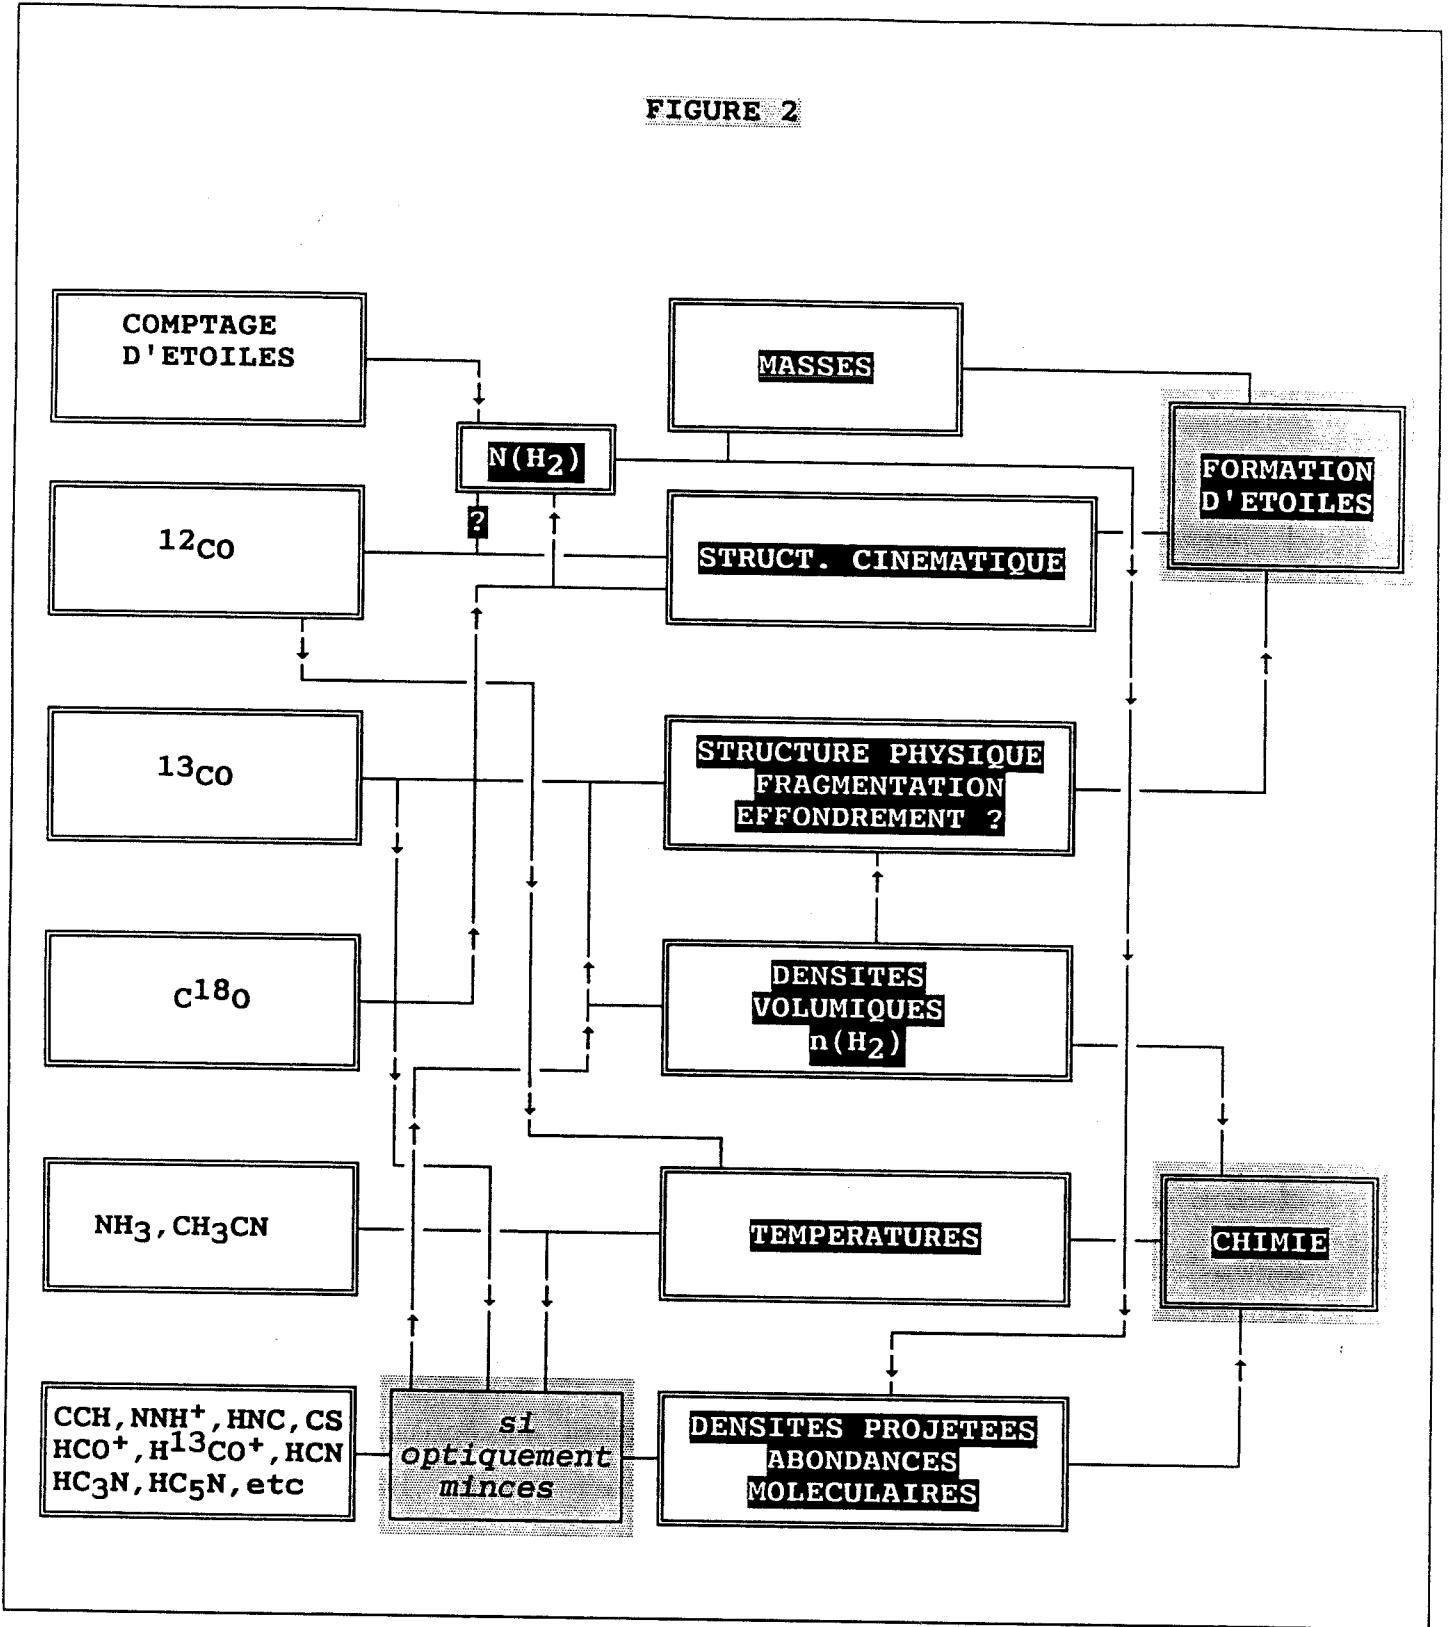 FIGURE 2
COMPTAGE
D'ETOILES
MASSES
N(H2)
FORMATION
D'ETOILES
?
12CO
STRUCT. CINEMATIQUE
13CO
STRUCTURE PHYSIQUE
FRAGMENTATION
EFFONDREMENT ?
C18O
DENSITES
VOLUMIQUES
n(H2)
NH3,CH3CN
TEMPERATURES
CHIMIE
CCH,NNH+,HNC,CS
HCO+,H13CO+,HCN
HC3N,HC5N,etc
si
optiquement
minces
DENSITES PROJETEES
ABONDANCES
MOLECULAIRES